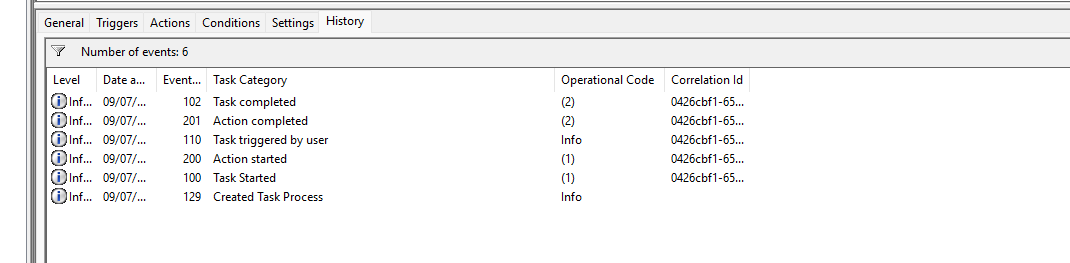 General Triggers Actions Conditions Settings History
Number of events: 6
Level Date a... Event... Task Category Operational Code Correlation Id
Inf... 09/07/... 102 Task completed (2) 0426cbf1-65...
Inf... 09/07/... 201 Action completed (2) 0426cbf1-65...
Inf... 09/07/... 110 Task triggered by user Info 0426cbf1-65...
Inf... 09/07/... 200 Action started (1) 0426cbf1-65...
Inf... 09/07/... 100 Task Started (1) 0426cbf1-65...
Inf... 09/07/... 129 Created Task Process Info